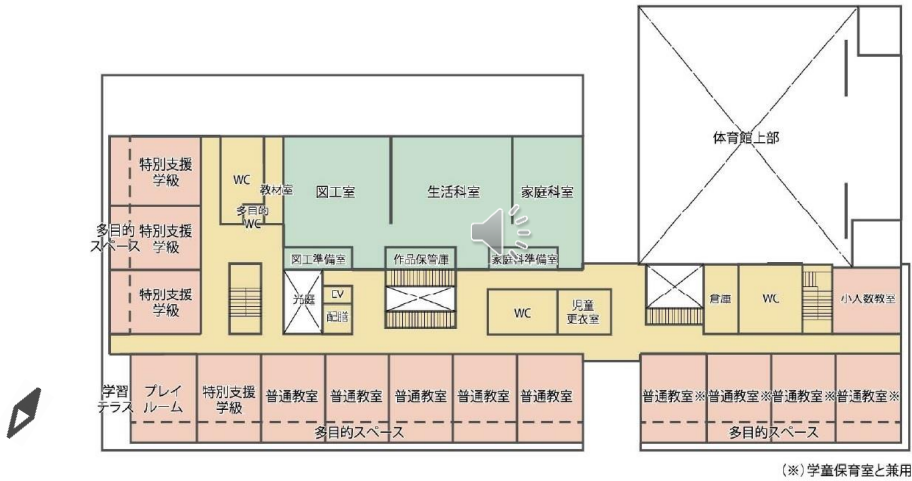 体育館上部
特別支援
学級
WC
教材室
多目的
WC
図工室
生活科室
家庭科室
多目的
スペース
特別支援
学級
図工準備室
作品保管庫
家庭科準備室
特別支援
学級
光庭
EV
配膳
WC
児童
更衣室
倉庫
WC
小人数教室
学習
テラス
プレイ
ルーム
特別支援
学級
普通教室
普通教室
普通教室
普通教室
普通教室
普通教室※
普通教室※
普通教室※
普通教室※
多目的スペース
多目的スペース
(※)学童保育室と兼用